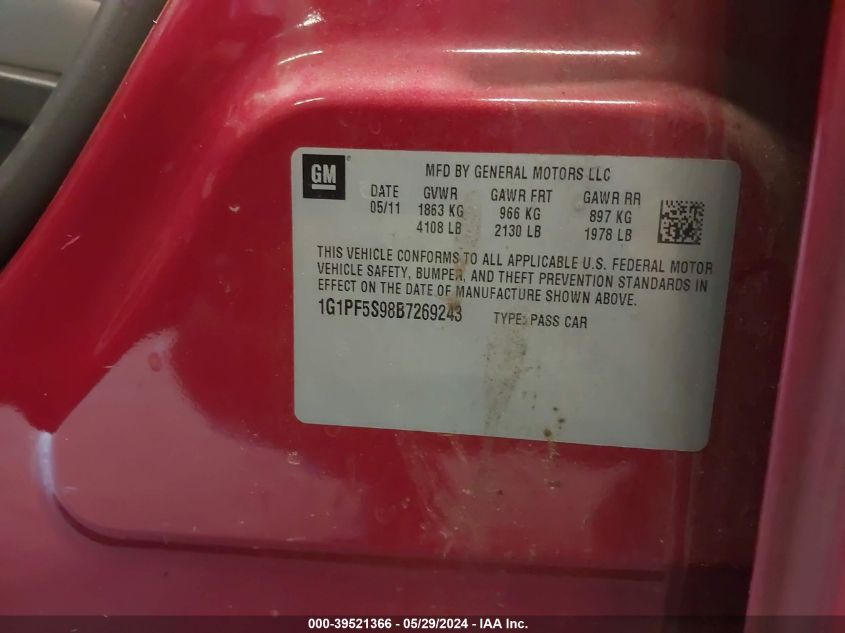 GM
MFD BY GENERAL MOTORS LLC
DATE GVWR GAWR FRT GAWR RR
05/11 1863 KG 966 KG 897 KG
4108 LB 2130 LB 1978 LB
THIS VEHICLE CONFORMS TO ALL APPLICABLE U.S. FEDERAL MOTOR
VEHICLE SAFETY, BUMPER, AND THEFT PREVENTION STANDARDS IN
EFFECT ON THE DATE OF MANUFACTURE SHOWN ABOVE.
1G1PF5S98B7269243 TYPE: PASS CAR
000-39521366 - 05/29/2024 - IAA Inc.